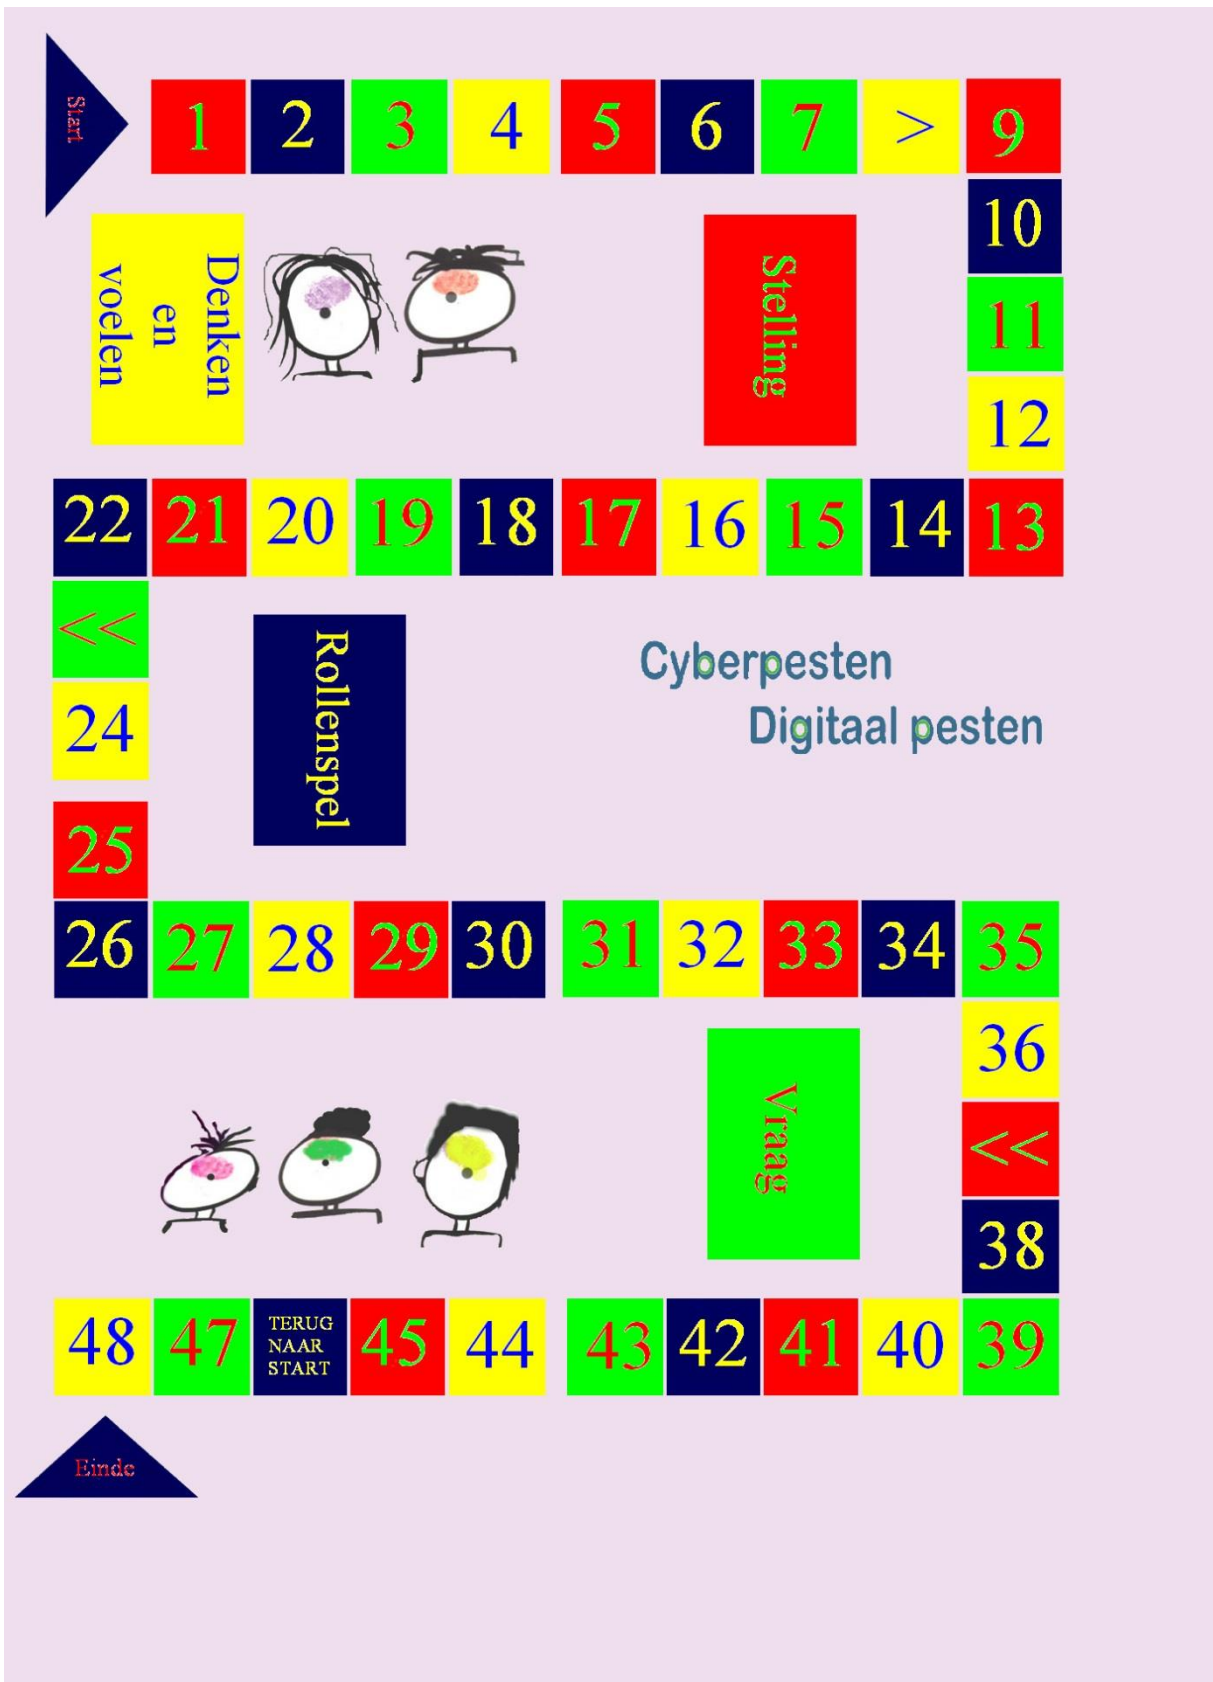 Start
1 2 3 4 5 6 7 > 9
10
11
12
Denken
en
voelen
Stelling
22 21 20 19 18 17 16 15 14 13
<<
24
25
Rollenspel
Cyberpesten
Digitaal pesten
26 27 28 29 30 31 32 33 34 35
36
<<
38
Vraag
48 47 TERUG NAAR START 45 44 43 42 41 40 39
Einde